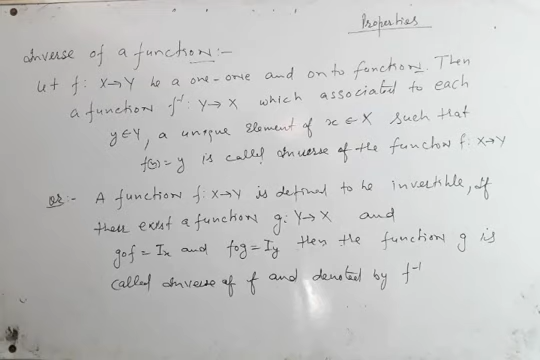 Properties
Inverse of a function:-
Let f: X→Y be a one-one and onto function. Then
a function f⁻¹: Y→X which associated to each
y∈Y, a unique element of x∈X such that
f(x)=y is called Inverse of the function f: X→Y
OR:- A function f: X→Y is defined to be invertible, If
there exist a function g: Y→X and
gof = Ix and fog = Iy then the function g is
called Inverse of f and denoted by f⁻¹